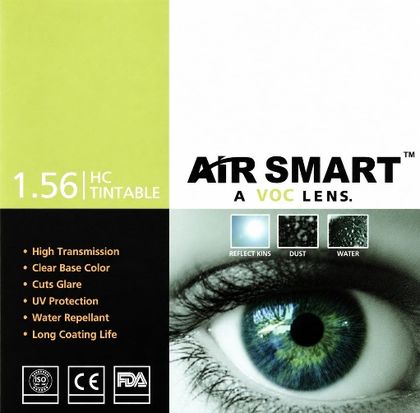 1.56 HC
TINTABLE
AIR SMART™
A VOC LENS.
REFLECT KINS DUST WATER
• High Transmission
• Clear Base Color
• Cuts Glare
• UV Protection
• Water Repellant
• Long Coating Life
ISO CE FDA